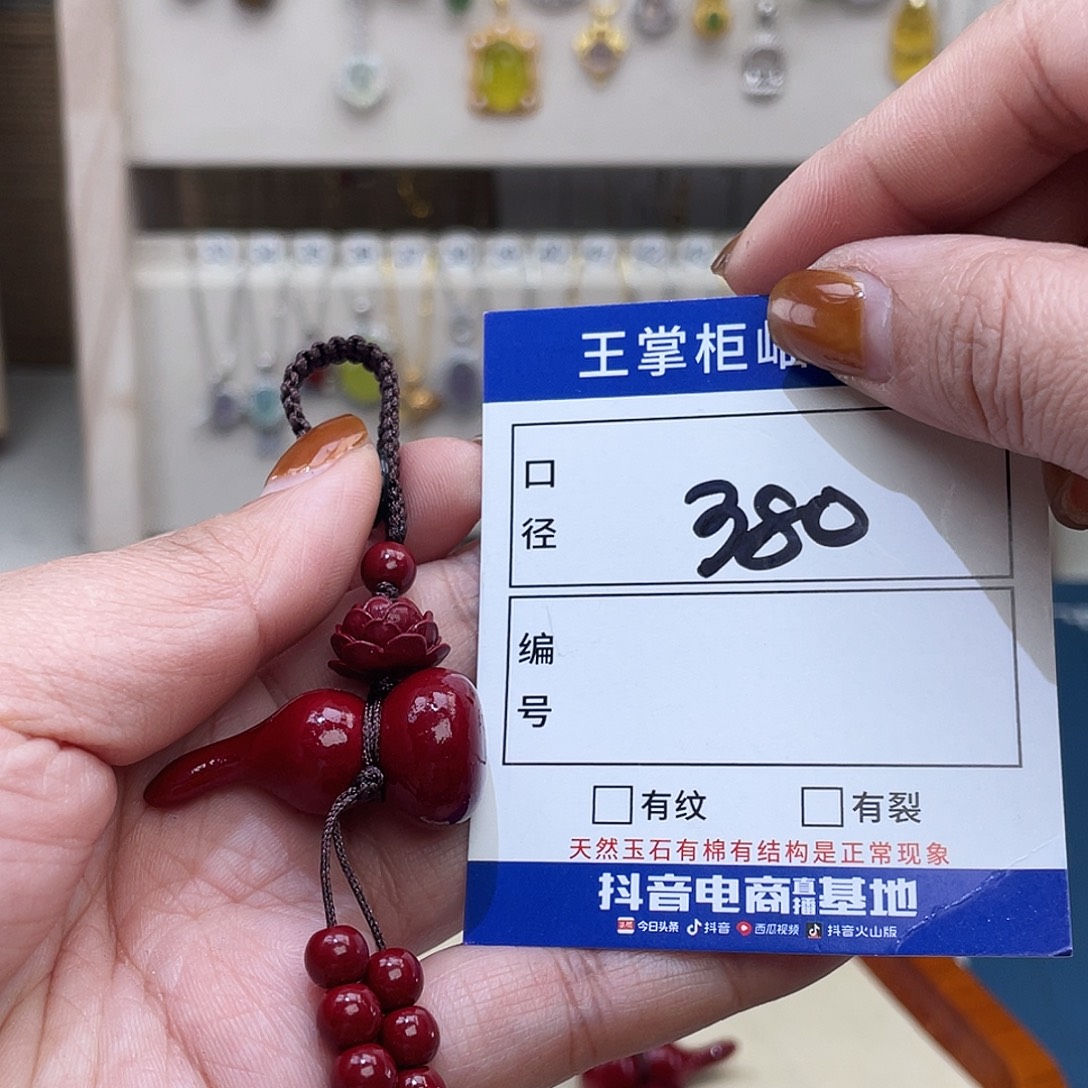 王掌柜
口径
380
编号
有纹 有裂
天然玉石有棉有结构是正常现象
抖音电商直播基地
今日头条 抖音 西瓜视频 抖音火山版